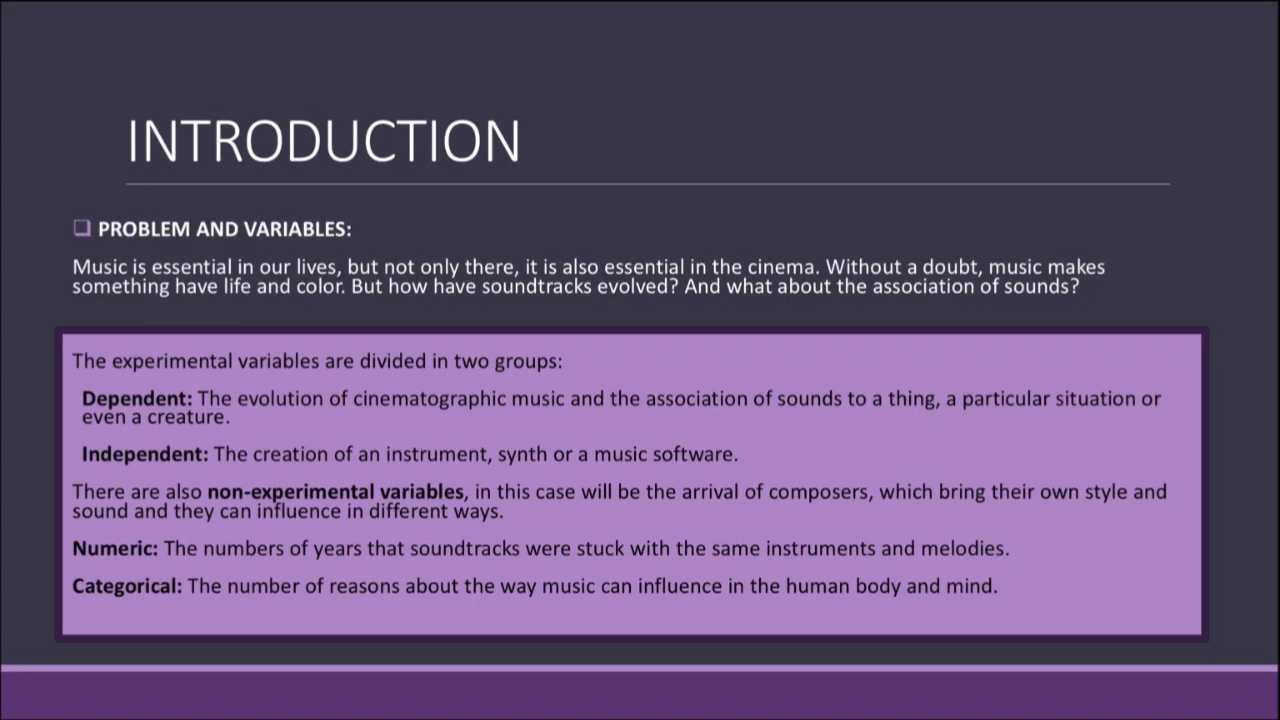 INTRODUCTION
PROBLEM AND VARIABLES:
Music is essential in our lives, but not only there, it is also essential in the cinema. Without a doubt, music makes
something have life and color. But how have soundtracks evolved? And what about the association of sounds?
The experimental variables are divided in two groups:
Dependent: The evolution of cinematographic music and the association of sounds to a thing, a particular situation or
even a creature.
Independent: The creation of an instrument, synth or a music software.
There are also non-experimental variables, in this case will be the arrival of composers, which bring their own style and
sound and they can influence in different ways.
Numeric: The numbers of years that soundtracks were stuck with the same instruments and melodies.
Categorical: The number of reasons about the way music can influence in the human body and mind.